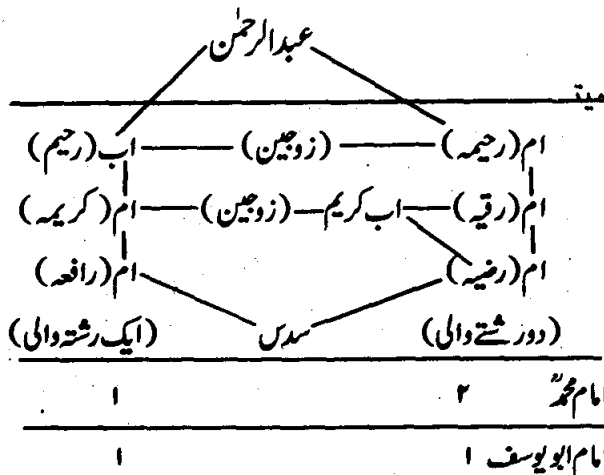 عبدالرحمٰن
میتـ
ام (رحیمہ) (زوجین) اب (رحیم)
ام (رقیہ) اب کریم (زوجین) ام (کریمہ)
ام (رضیہ) ام (رافعہ)
(دو رشتے والی) سدس (ایک رشتہ والی)
امام محمدؒ ۲ ۱
امام ابو یوسف ۱ ۱